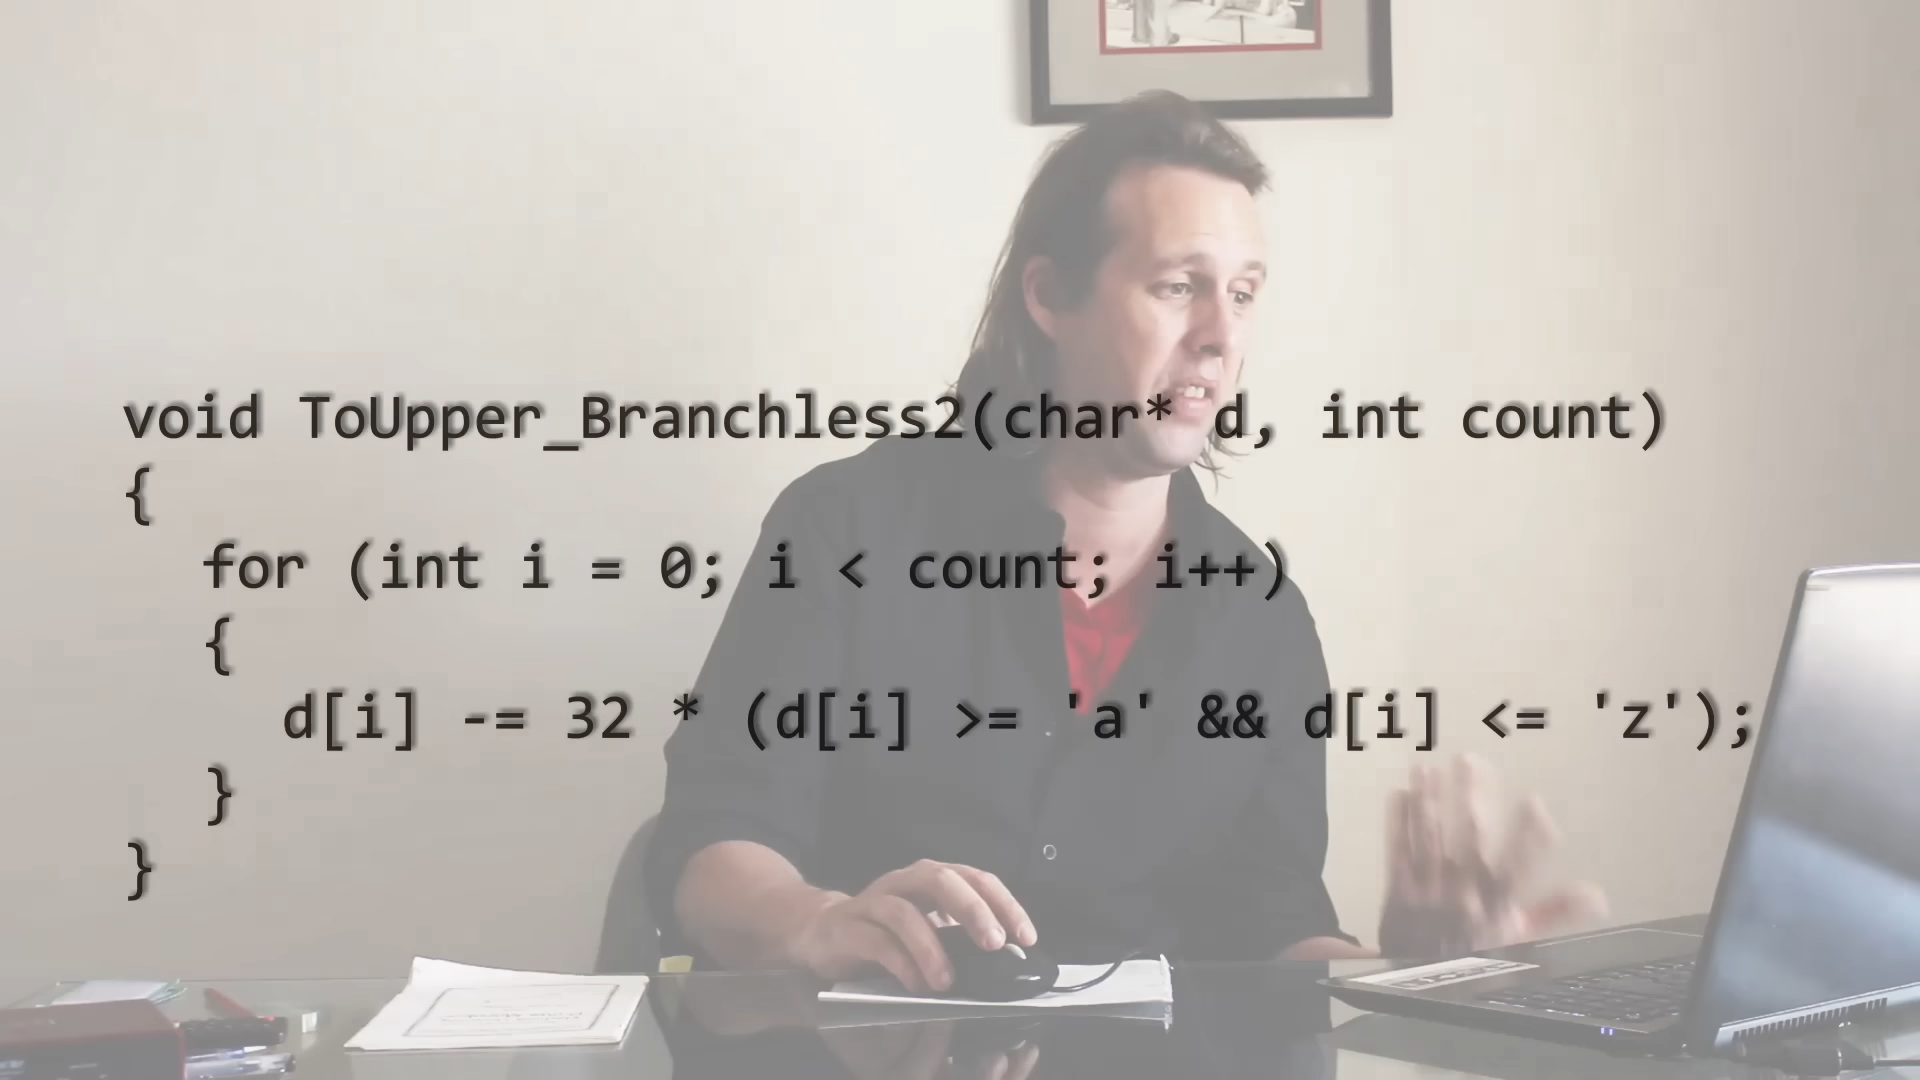 void ToUpper_Branchless2(char* d, int count)
{
for (int i = 0; i < count; i++)
{
d[i] -= 32 * (d[i] >= 'a' && d[i] <= 'z');
}
}